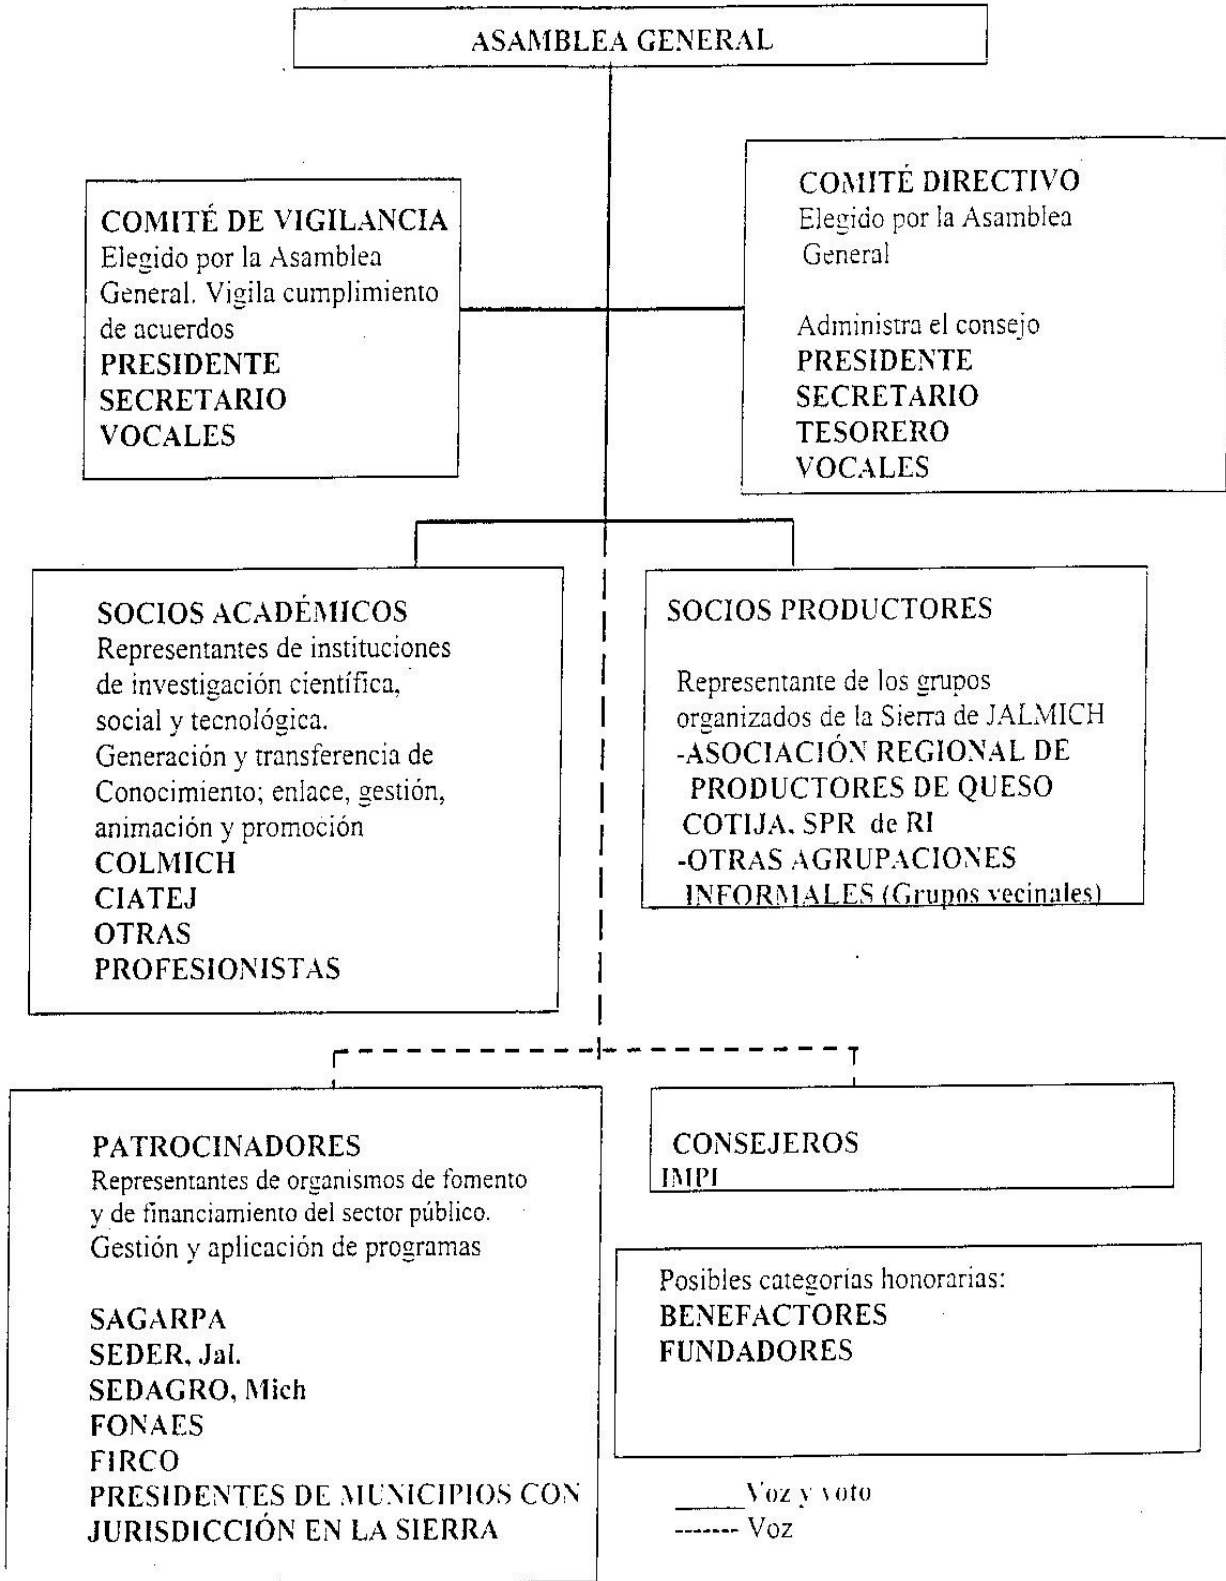 ASAMBLEA GENERAL
COMITÉ DE VIGILANCIA
Elegido por la Asamblea
General. Vigila cumplimiento
de acuerdos
PRESIDENTE
SECRETARIO
VOCALES
COMITÉ DIRECTIVO
Elegido por la Asamblea
General
Administra el consejo
PRESIDENTE
SECRETARIO
TESORERO
VOCALES
SOCIOS ACADÉMICOS
Representantes de instituciones
de investigación científica,
social y tecnológica.
Generación y transferencia de
Conocimiento; enlace, gestión,
animación y promoción
COLMICH
CIATEJ
OTRAS
PROFESIONISTAS
SOCIOS PRODUCTORES
Representante de los grupos
organizados de la Sierra de JALMICH
-ASOCIACIÓN REGIONAL DE
PRODUCTORES DE QUESO
COTIJA. SPR de RI
-OTRAS AGRUPACIONES
INFORMALES (Grupos vecinales)
PATROCINADORES
Representantes de organismos de fomento
y de financiamiento del sector público.
Gestión y aplicación de programas
SAGARPA
SEDER, Jal.
SEDAGRO, Mich
FONAES
FIRCO
PRESIDENTES DE MUNICIPIOS CON
JURISDICCIÓN EN LA SIERRA
CONSEJEROS
IMPI
Posibles categorias honorarias:
BENEFACTORES
FUNDADORES
Voz y voto
Voz